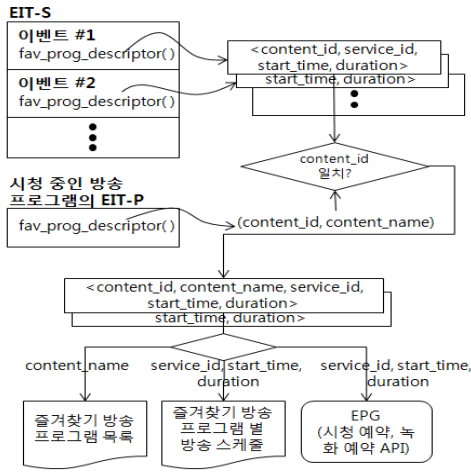 EIT-S
이벤트 #1
fav_prog_descriptor( )
이벤트 #2
fav_prog_descriptor( )
<content_id, service_id,
start_time, duration>
start_time, duration>
content_id
일치?
시청 중인 방송
프로그램의 EIT-P
fav_prog_descriptor( )
(content_id, content_name)
<content_id, content_name, service_id,
start_time, duration>
start_time, duration>
content_name
service_id, start_time,
duration
service_id, start_time,
duration
즐겨찾기 방송
프로그램 목록
즐겨찾기 방송
프로그램 별
방송 스케줄
EPG
(시청 예약, 녹
화 예약 API)